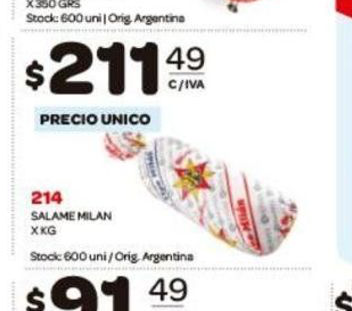 X 350 GRS
Stock: 600 uni | Orig. Argentina
$211 49
C/IVA
PRECIO UNICO
214
SALAME MILAN
X KG
Stock: 600 uni / Orig. Argentina
$91 49
$